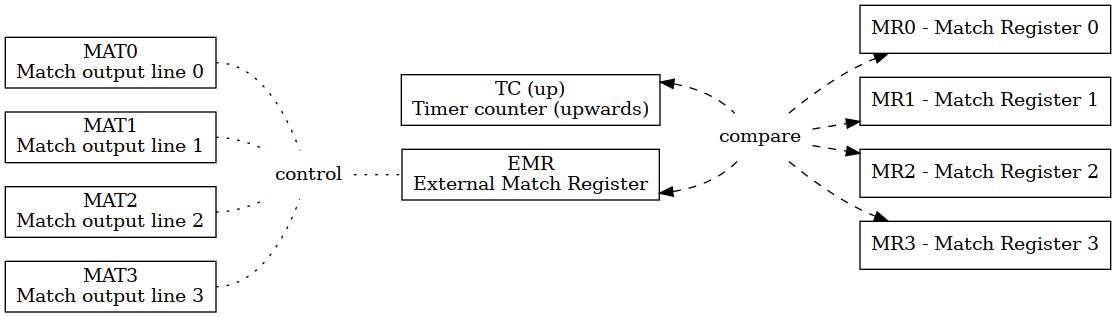 MAT0
Match output line 0
MAT1
Match output line 1
MAT2
Match output line 2
MAT3
Match output line 3
control
TC (up)
Timer counter (upwards)
EMR
External Match Register
compare
MR0 - Match Register 0
MR1 - Match Register 1
MR2 - Match Register 2
MR3 - Match Register 3